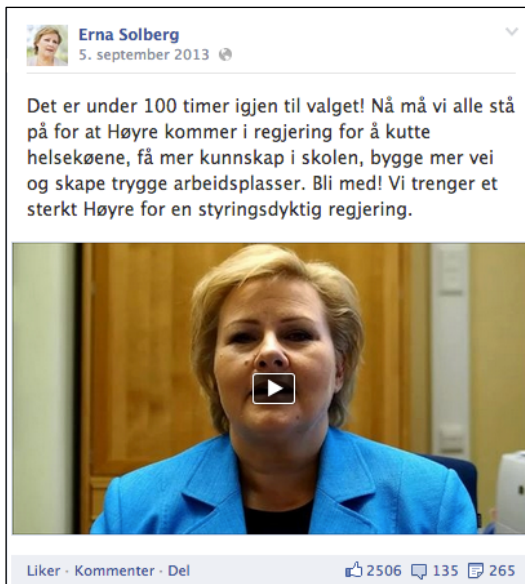 Erna Solberg
5. september 2013
Det er under 100 timer igjen til valget! Nå må vi alle stå
på for at Høyre kommer i regjering for å kutte
helsekøene, få mer kunnskap i skolen, bygge mer vei
og skape trygge arbeidsplasser. Bli med! Vi trenger et
sterkt Høyre for en styringsdyktig regjering.
Liker · Kommenter · Del 2506 135 265